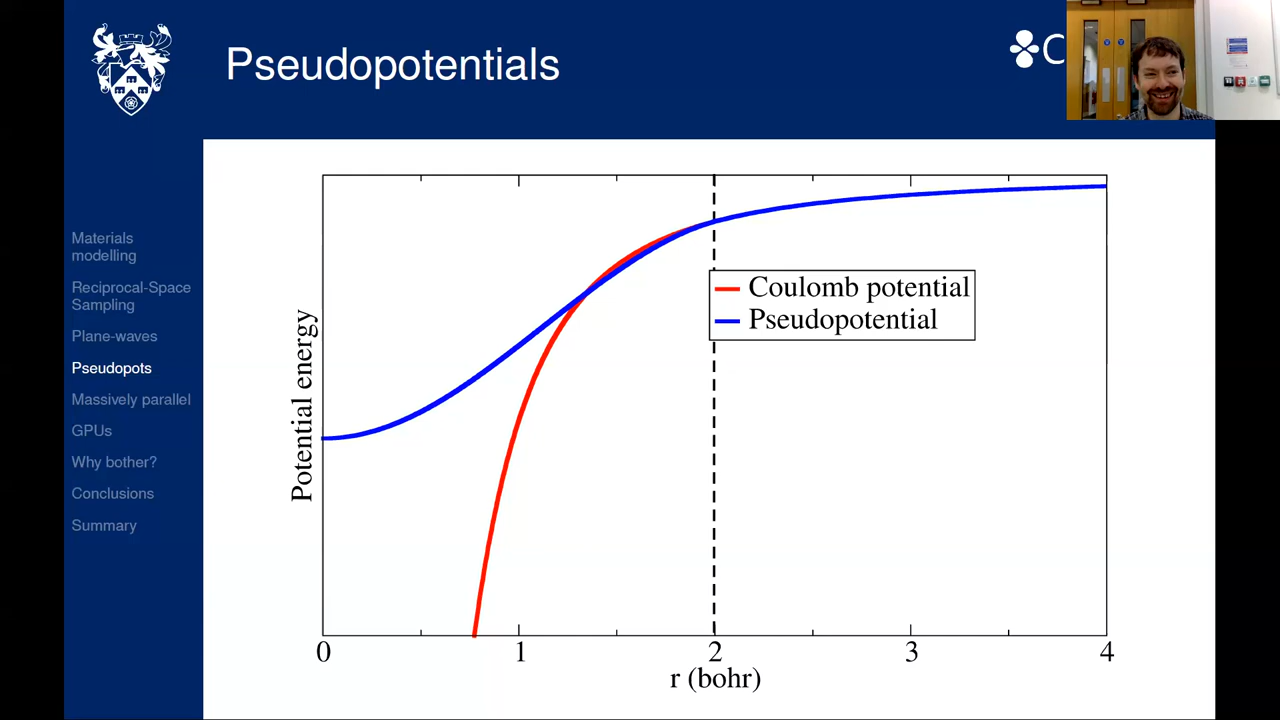 Pseudopotentials
Materials
modelling
Reciprocal-Space
Sampling
Plane-waves
Pseudopots
Massively parallel
GPUs
Why bother?
Conclusions
Summary
Potential energy
Coulomb potential
Pseudopotential
0 1 2 3 4
r (bohr)